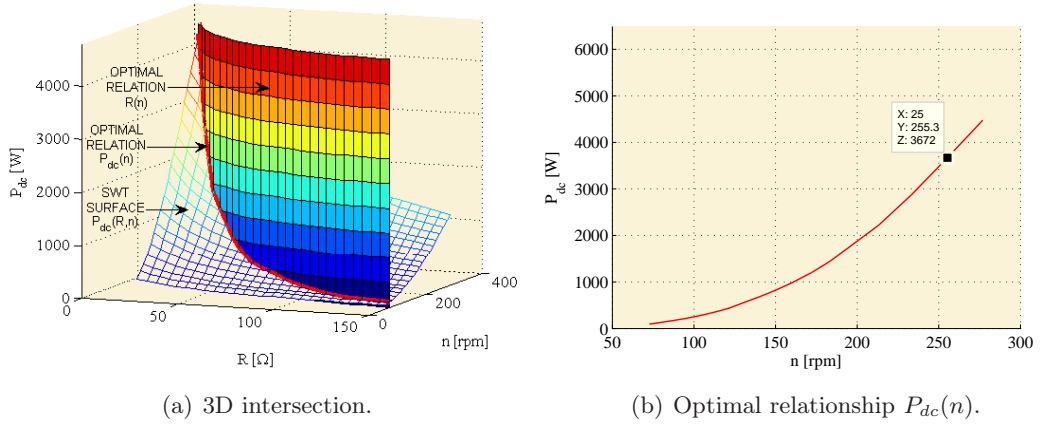 OPTIMAL
RELATION
R(n)
OPTIMAL
RELATION
P_dc(n)
SWT
SURFACE
P_dc(R,n)
P_dc [W]
4000
3000
2000
1000
0
0
50
100
150
R [Ω]
0
200
400
n [rpm]
(a) 3D intersection.
X: 25
Y: 255.3
Z: 3672
P_dc [W]
6000
5000
4000
3000
2000
1000
0
50
100
150
200
250
300
n [rpm]
(b) Optimal relationship P_dc(n).